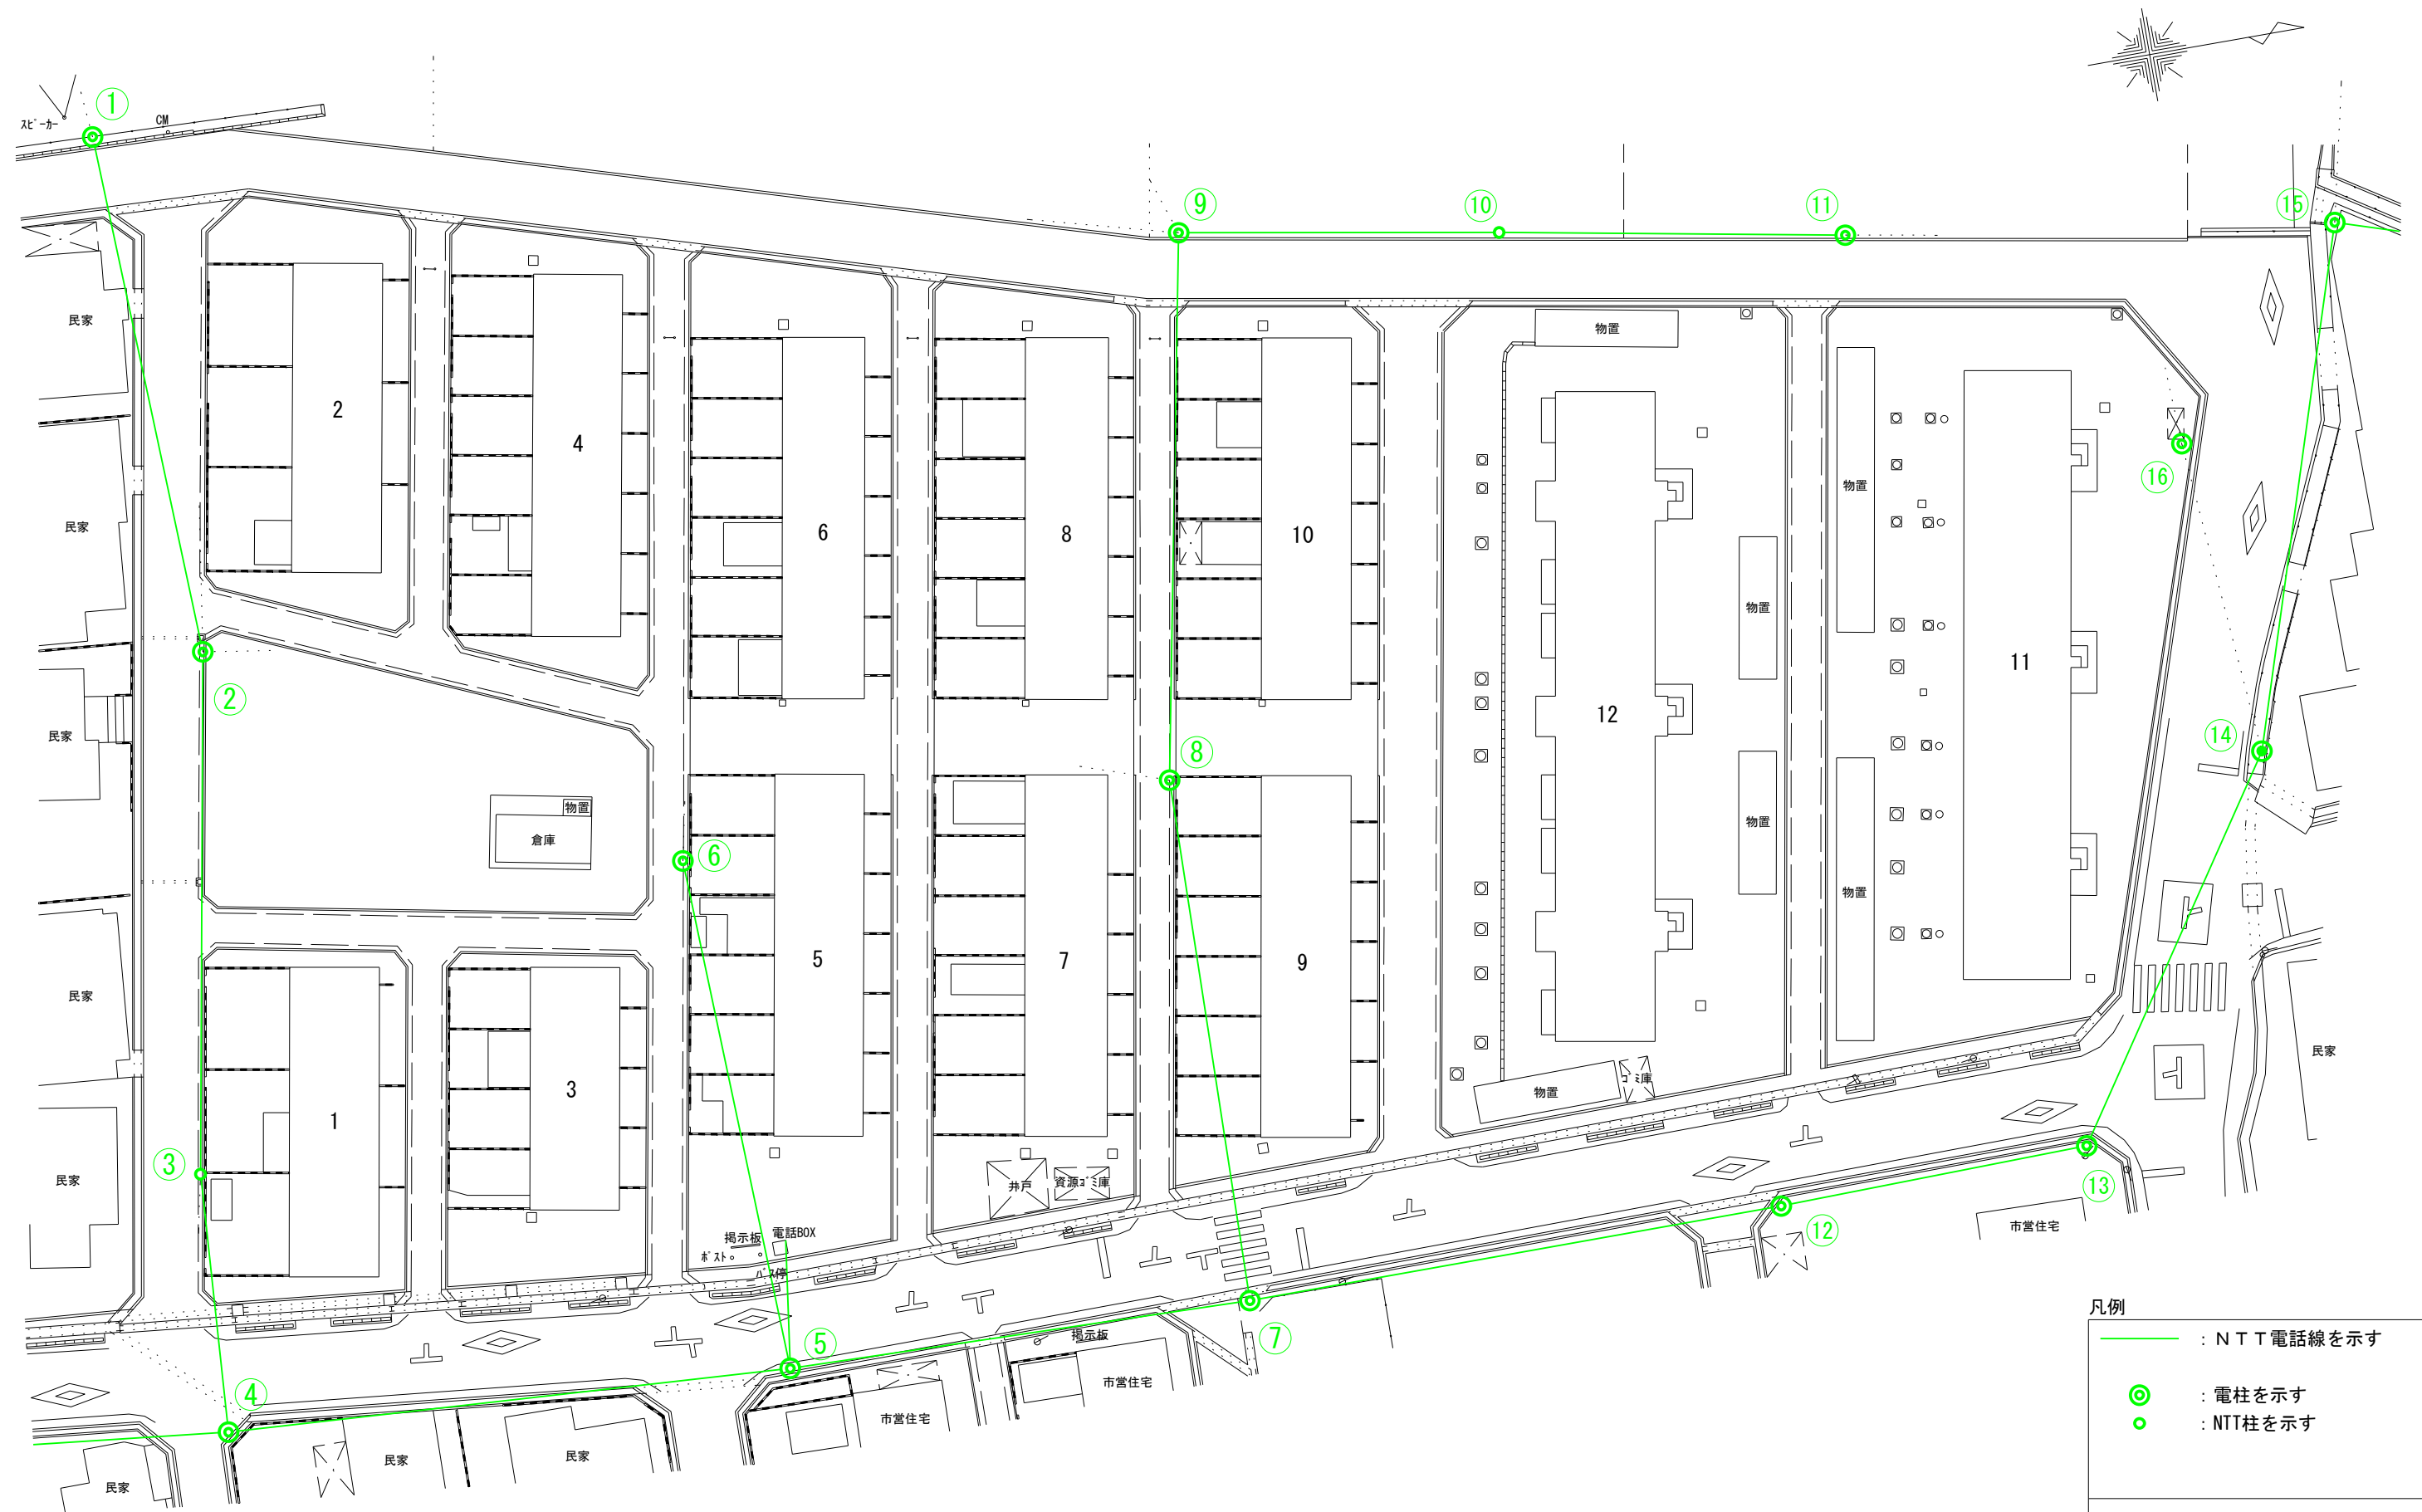 ①
スピーカー
CM
⑨
⑩
⑪
⑮
民家
物置
2
4
6
8
10
物置
⑯
民家
物置
11
②
民家
12
⑧
⑭
物置
倉庫
⑥
物置
物置
民家
5
7
9
民家
ゴミ庫
物置
1
3
③
民家
井戸
資源ゴミ庫
⑬
掲示板
電話BOX
ポスト
バス停
⑫
市営住宅
⑤
⑦
掲示板
④
市営住宅
市営住宅
民家
民家
民家
凡例
：ＮＴＴ電話線を示す
：電柱を示す
：NTT柱を示す